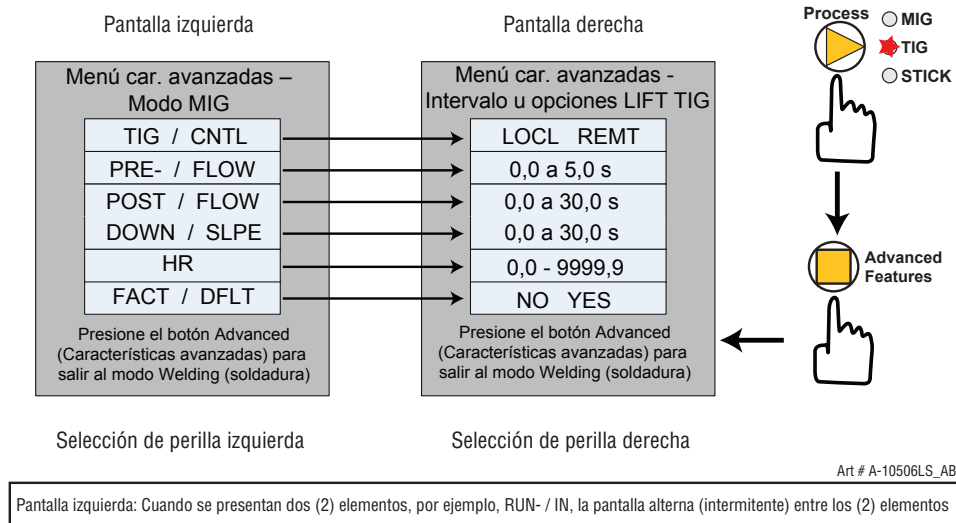 Pantalla izquierda
Menú car. avanzadas –
Modo MIG
TIG / CNTL
PRE- / FLOW
POST / FLOW
DOWN / SLPE
HR
FACT / DFLT
Presione el botón Advanced
(Características avanzadas) para
salir al modo Welding (soldadura)
Selección de perilla izquierda
Pantalla derecha
Menú car. avanzadas -
Intervalo u opciones LIFT TIG
LOCL REMT
0,0 a 5,0 s
0,0 a 30,0 s
0,0 a 30,0 s
0,0 - 9999,9
NO YES
Presione el botón Advanced
(Características avanzadas) para
salir al modo Welding (soldadura)
Selección de perilla derecha
Process
MIG
TIG
STICK
Advanced
Features
Art # A-10506LS_AB
Pantalla izquierda: Cuando se presentan dos (2) elementos, por ejemplo, RUN- / IN, la pantalla alterna (intermitente) entre los (2) elementos